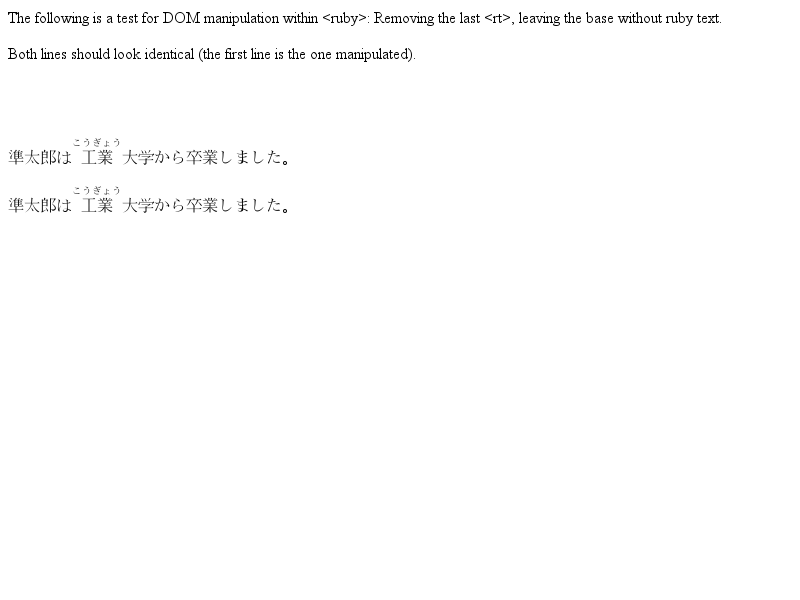 The following is a test for DOM manipulation within <ruby>: Removing the last <rt>, leaving the base without ruby text.
Both lines should look identical (the first line is the one manipulated).
こうぎょう
準太郎は 工業 大学から卒業しました。
こうぎょう
準太郎は 工業 大学から卒業しました。